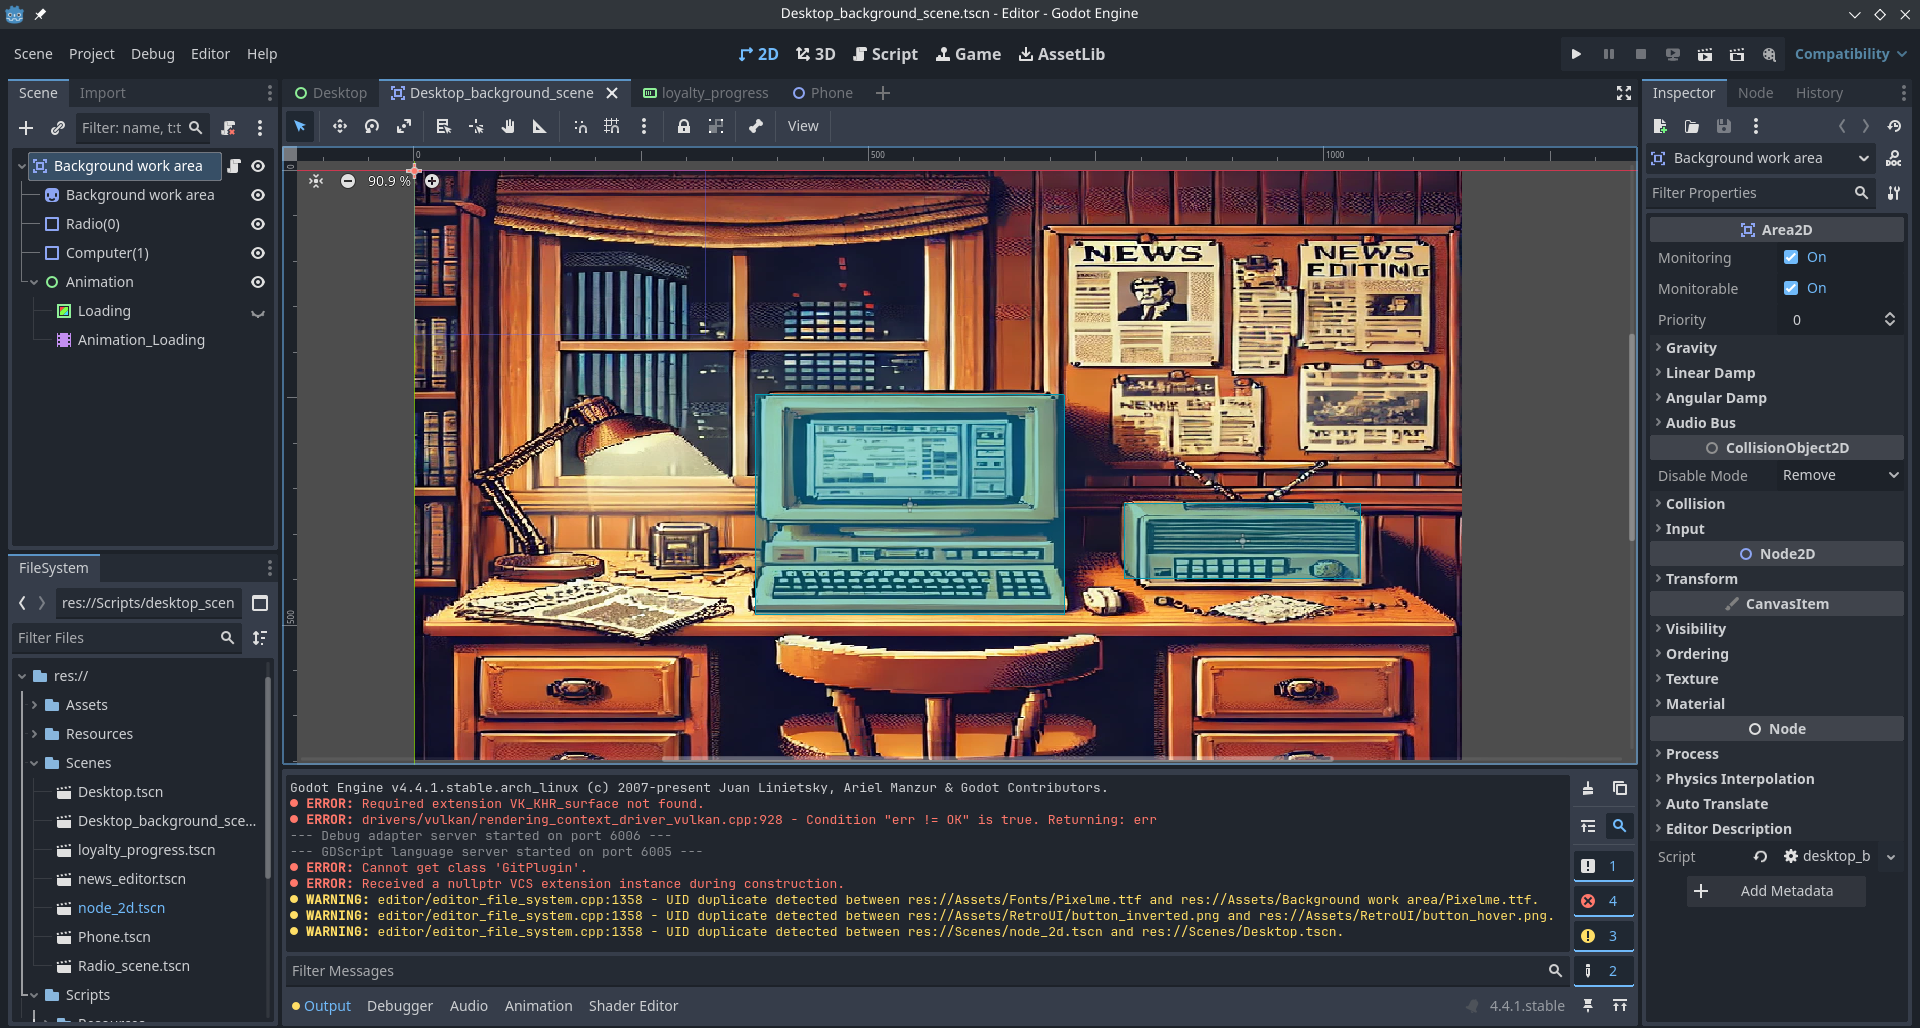 Desktop_background_scene.tscn - Editor - Godot Engine
Scene Project Debug Editor Help
2D 3D Script Game AssetLib
Compatibility
Scene Import
Filter: name, t:t
Background work area
Background work area
Radio(0)
Computer(1)
Animation
Loading
Animation_Loading
FileSystem
res://Scripts/desktop_scen
Filter Files
res://
Assets
Resources
Scenes
Desktop.tscn
Desktop_background_sce...
loyalty_progress.tscn
news_editor.tscn
node_2d.tscn
Phone.tscn
Radio_scene.tscn
Scripts
Desktop Desktop_background_scene loyalty_progress Phone
View
0 500 1000
0
500
90.9 %
NEWS
NEWS
EDITING
Godot Engine v4.4.1.stable.arch_linux (c) 2007-present Juan Linietsky, Ariel Manzur & Godot Contributors.
ERROR: Required extension VK_KHR_surface not found.
ERROR: drivers/vulkan/rendering_context_driver_vulkan.cpp:928 - Condition "err != OK" is true. Returning: err
--- Debug adapter server started on port 6006 ---
--- GDScript language server started on port 6005 ---
ERROR: Cannot get class 'GitPlugin'.
ERROR: Received a nullptr VCS extension instance during construction.
WARNING: editor/editor_file_system.cpp:1358 - UID duplicate detected between res://Assets/Fonts/Pixelme.ttf and res://Assets/Background work area/Pixelme.ttf.
WARNING: editor/editor_file_system.cpp:1358 - UID duplicate detected between res://Assets/RetroUI/button_inverted.png and res://Assets/RetroUI/button_hover.png.
WARNING: editor/editor_file_system.cpp:1358 - UID duplicate detected between res://Scenes/node_2d.tscn and res://Scenes/Desktop.tscn.
1
4
3
2
Filter Messages
Output Debugger Audio Animation Shader Editor
4.4.1.stable
Inspector Node History
Background work area
Filter Properties
Area2D
Monitoring On
Monitorable On
Priority 0
Gravity
Linear Damp
Angular Damp
Audio Bus
CollisionObject2D
Disable Mode Remove
Collision
Input
Node2D
Transform
CanvasItem
Visibility
Ordering
Texture
Material
Node
Process
Physics Interpolation
Auto Translate
Editor Description
Script desktop_b
Add Metadata